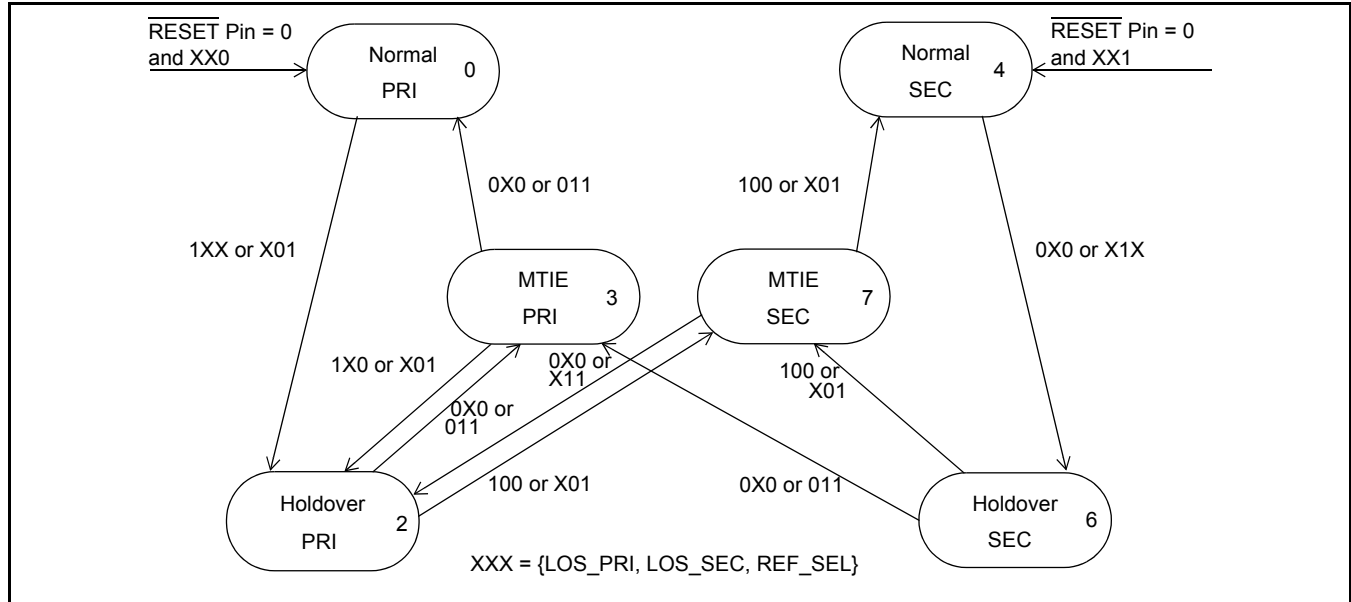 RESET Pin = 0
and XX0
Normal
PRI
0
Normal
SEC
4
RESET Pin = 0
and XX1
0X0 or 011
100 or X01
1XX or X01
0X0 or X1X
MTIE
PRI
3
MTIE
SEC
7
1X0 or X01
0X0 or
X11
100 or
X01
0X0 or
011
100 or X01
0X0 or 011
Holdover
PRI
2
Holdover
SEC
6
XXX = {LOS_PRI, LOS_SEC, REF_SEL}